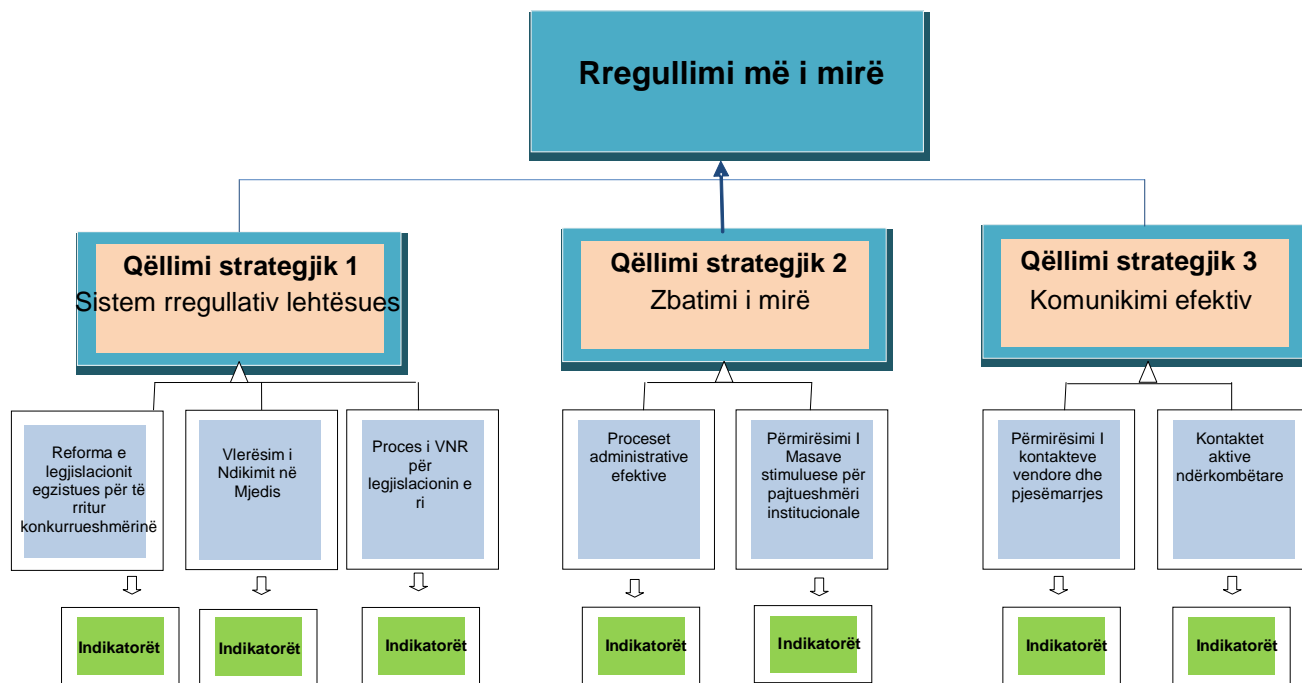 Rregullimi më i mirë
Qëllimi strategjik 1
Sistem rregullativ lehtësues
Qëllimi strategjik 2
Zbatimi i mirë
Qëllimi strategjik 3
Komunikimi efektiv
Reforma e
legjislacionit
egzistues për të
rritur
konkurrueshmërinë
Vlerësim i
Ndikimit në
Mjedis
Proces i VNR
për
legjislacionin e
ri
Proceset
administrative
efektive
Përmirësimi I
Masave
stimuluese për
pajtueshmëri
institucionale
Përmirësimi I
kontakteve
vendore dhe
pjesëmarrjes
Kontaktet
aktive
ndërkombëtare
Indikatorët
Indikatorët
Indikatorët
Indikatorët
Indikatorët
Indikatorët
Indikatorët